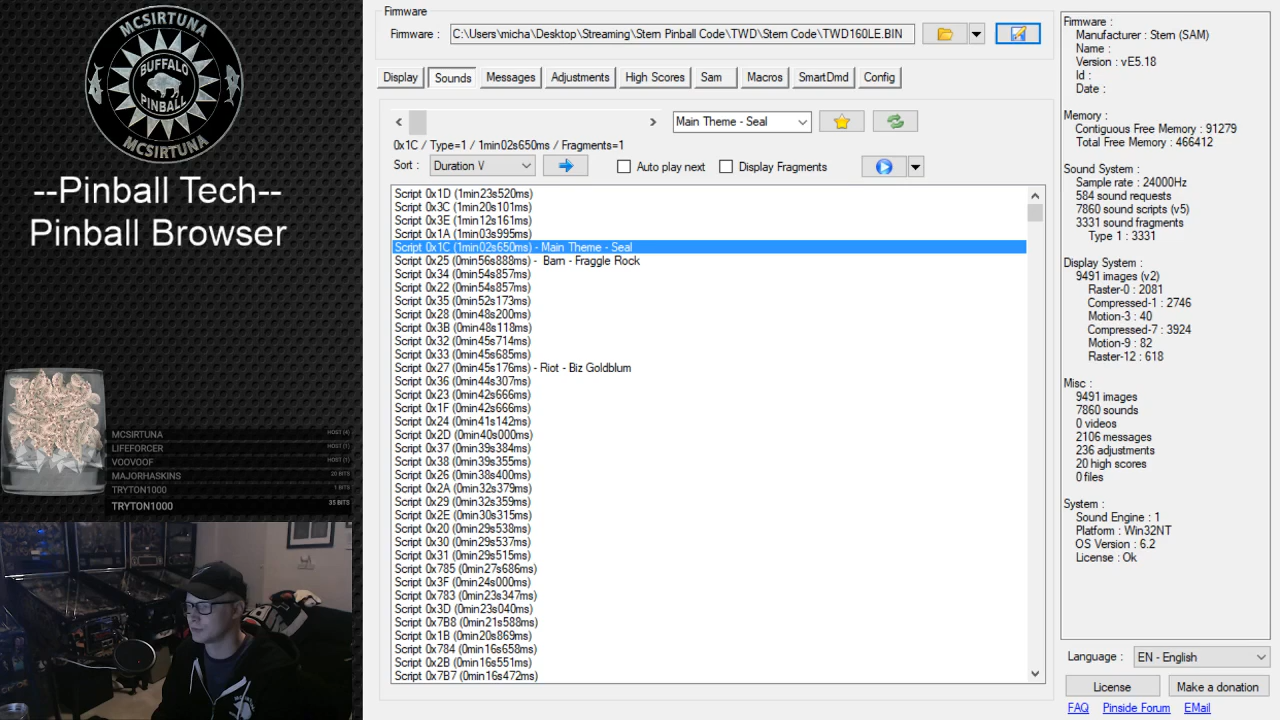 MCSIRTUNA
BUFFALO
PINBALL
MCSIRTUNA
--Pinball Tech--
Pinball Browser
MCSIRTUNA HOST (4)
LIFEFORCER HOST (1)
VOOVOOF HOST (1)
MAJORHASKINS 20 BITS
TRYTON1000 1 BITS
TRYTON1000 35 BITS
Firmware
Firmware : C:\Users\micha\Desktop\Streaming\Stern Pinball Code\TWD\Stern Code\TWD160LE.BIN
Display Sounds Messages Adjustments High Scores Sam Macros SmartDmd Config
< > Main Theme - Seal
0x1C / Type=1 / 1min02s650ms / Fragments=1
Sort : Duration V Auto play next Display Fragments
Script 0x1D (1min23s520ms)
Script 0x3C (1min20s101ms)
Script 0x3E (1min12s161ms)
Script 0x1A (1min03s995ms)
Script 0x1C (1min02s650ms) - Main Theme - Seal
Script 0x25 (0min56s888ms) - Barn - Fraggle Rock
Script 0x34 (0min54s857ms)
Script 0x22 (0min54s857ms)
Script 0x35 (0min52s173ms)
Script 0x28 (0min48s200ms)
Script 0x3B (0min48s118ms)
Script 0x32 (0min45s714ms)
Script 0x33 (0min45s685ms)
Script 0x27 (0min45s176ms) - Riot - Biz Goldblum
Script 0x36 (0min44s307ms)
Script 0x23 (0min42s666ms)
Script 0x1F (0min42s666ms)
Script 0x24 (0min41s142ms)
Script 0x2D (0min40s000ms)
Script 0x37 (0min39s384ms)
Script 0x38 (0min39s355ms)
Script 0x26 (0min38s400ms)
Script 0x2A (0min32s379ms)
Script 0x29 (0min32s359ms)
Script 0x2E (0min30s315ms)
Script 0x20 (0min29s538ms)
Script 0x30 (0min29s537ms)
Script 0x31 (0min29s515ms)
Script 0x785 (0min27s686ms)
Script 0x3F (0min24s000ms)
Script 0x783 (0min23s347ms)
Script 0x3D (0min23s040ms)
Script 0x7B8 (0min21s588ms)
Script 0x1B (0min20s869ms)
Script 0x784 (0min16s658ms)
Script 0x2B (0min16s551ms)
Script 0x7B7 (0min16s472ms)
Firmware :
Manufacturer : Stern (SAM)
Name :
Version : vE5.18
Id :
Date :
Memory :
Contiguous Free Memory : 91279
Total Free Memory : 466412
Sound System :
Sample rate : 24000Hz
584 sound requests
7860 sound scripts (v5)
3331 sound fragments
Type 1 : 3331
Display System :
9491 images (v2)
Raster-0 : 2081
Compressed-1 : 2746
Motion-3 : 40
Compressed-7 : 3924
Motion-9 : 82
Raster-12 : 618
Misc :
9491 images
7860 sounds
0 videos
2106 messages
236 adjustments
20 high scores
0 files
System :
Sound Engine : 1
Platform : Win32NT
OS Version : 6.2
License : Ok
Language : EN - English
License Make a donation
FAQ Pinside Forum EMail